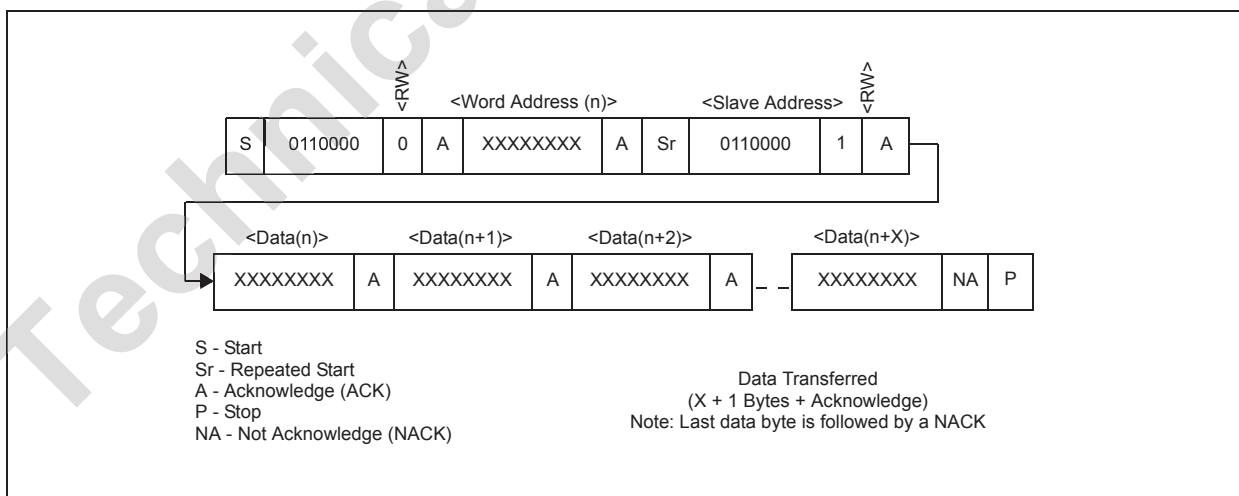 Technica
<RW> <Word Address (n)> <Slave Address> <RW>
S 0110000 0 A XXXXXXXX A Sr 0110000 1 A
<Data(n)> <Data(n+1)> <Data(n+2)> <Data(n+X)>
XXXXXXXX A XXXXXXXX A XXXXXXXX A XXXXXXXX NA P
S - Start
Sr - Repeated Start
A - Acknowledge (ACK)
P - Stop
NA - Not Acknowledge (NACK)
Data Transferred
(X + 1 Bytes + Acknowledge)
Note: Last data byte is followed by a NACK